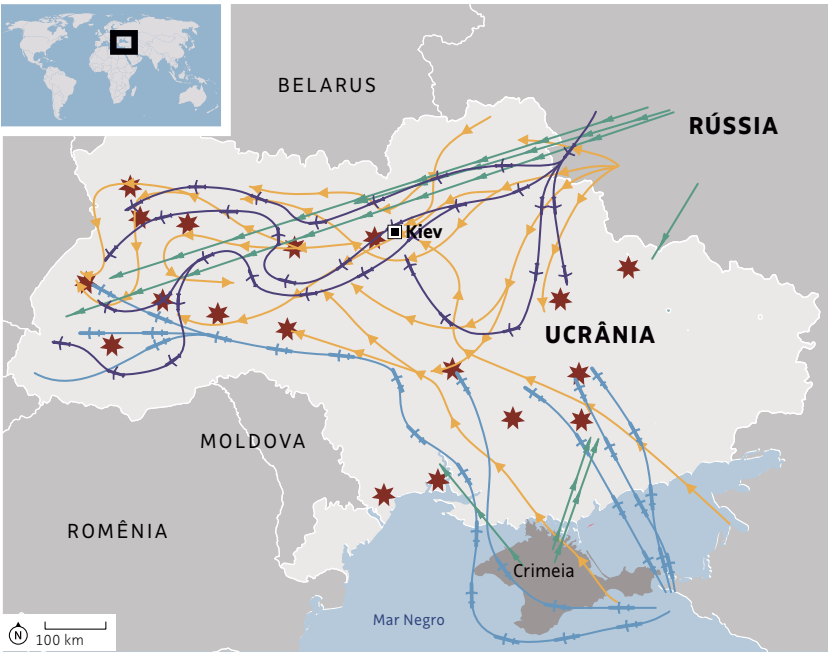 BELARUS
RÚSSIA
Kiev
UCRÂNIA
MOLDOVA
ROMÊNIA
Crimeia
Mar Negro
N
100 km